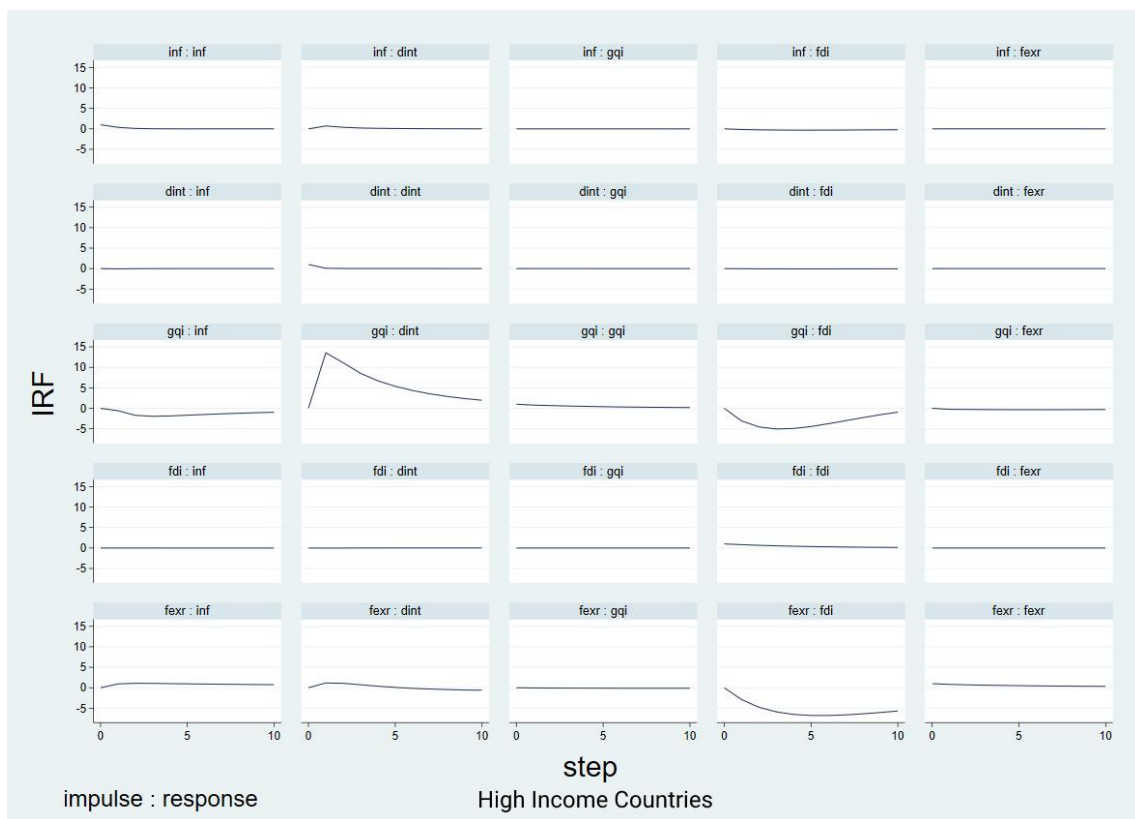 inf : inf inf : dint inf : gqi inf : fdi inf : fexr
15
10
5
0
-5
dint : inf dint : dint dint : gqi dint : fdi dint : fexr
15
10
5
0
-5
gqi : inf gqi : dint gqi : gqi gqi : fdi gqi : fexr
15
10
5
0
-5
IRF
fdi : inf fdi : dint fdi : gqi fdi : fdi fdi : fexr
15
10
5
0
-5
fexr : inf fexr : dint fexr : gqi fexr : fdi fexr : fexr
15
10
5
0
-5
0 5 10 0 5 10 0 5 10 0 5 10 0 5 10
step
impulse : response High Income Countries